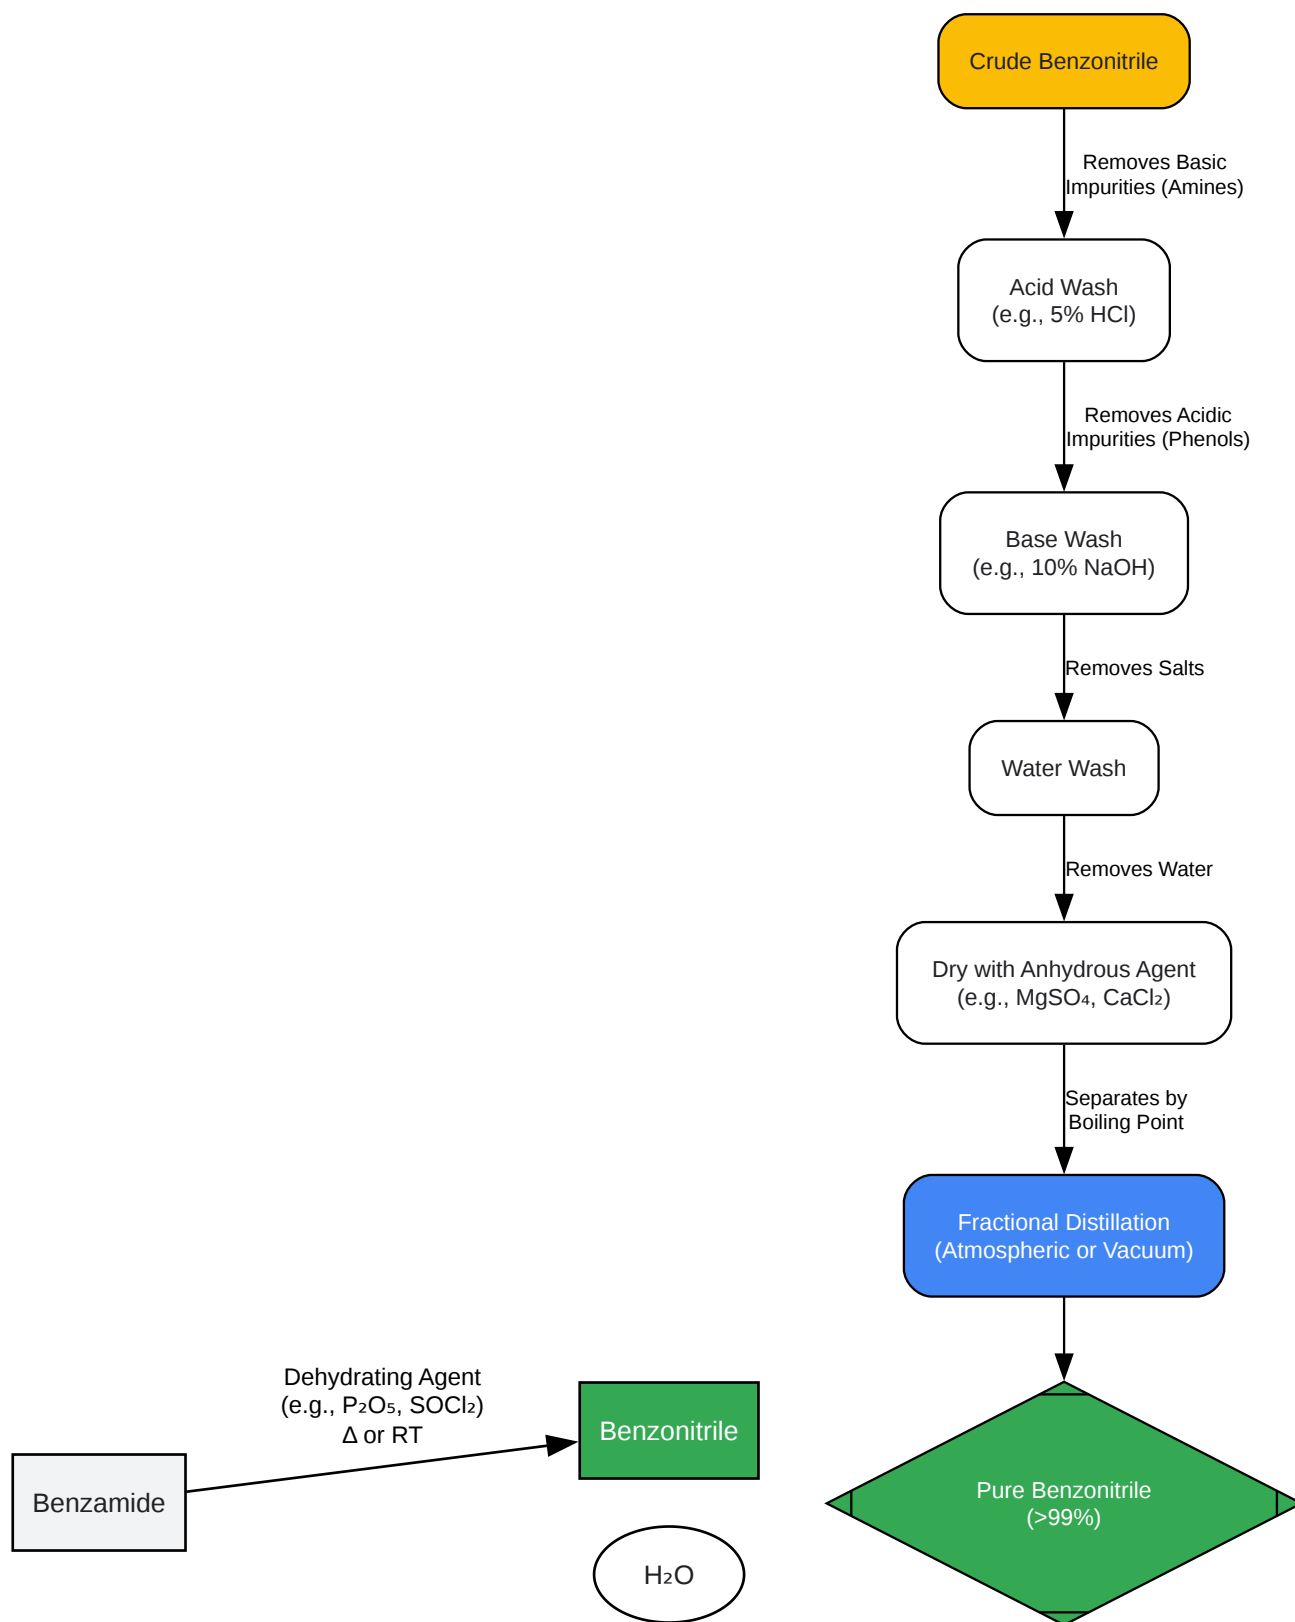 Crude Benzonitrile
Removes Basic
Impurities (Amines)
Acid Wash
(e.g., 5% HCl)
Removes Acidic
Impurities (Phenols)
Base Wash
(e.g., 10% NaOH)
Removes Salts
Water Wash
Removes Water
Dry with Anhydrous Agent
(e.g., MgSO₄, CaCl₂)
Separates by
Boiling Point
Fractional Distillation
(Atmospheric or Vacuum)
Pure Benzonitrile
(>99%)
Benzamide
Dehydrating Agent
(e.g., P₂O₅, SOCl₂)
Δ or RT
Benzonitrile
H₂O